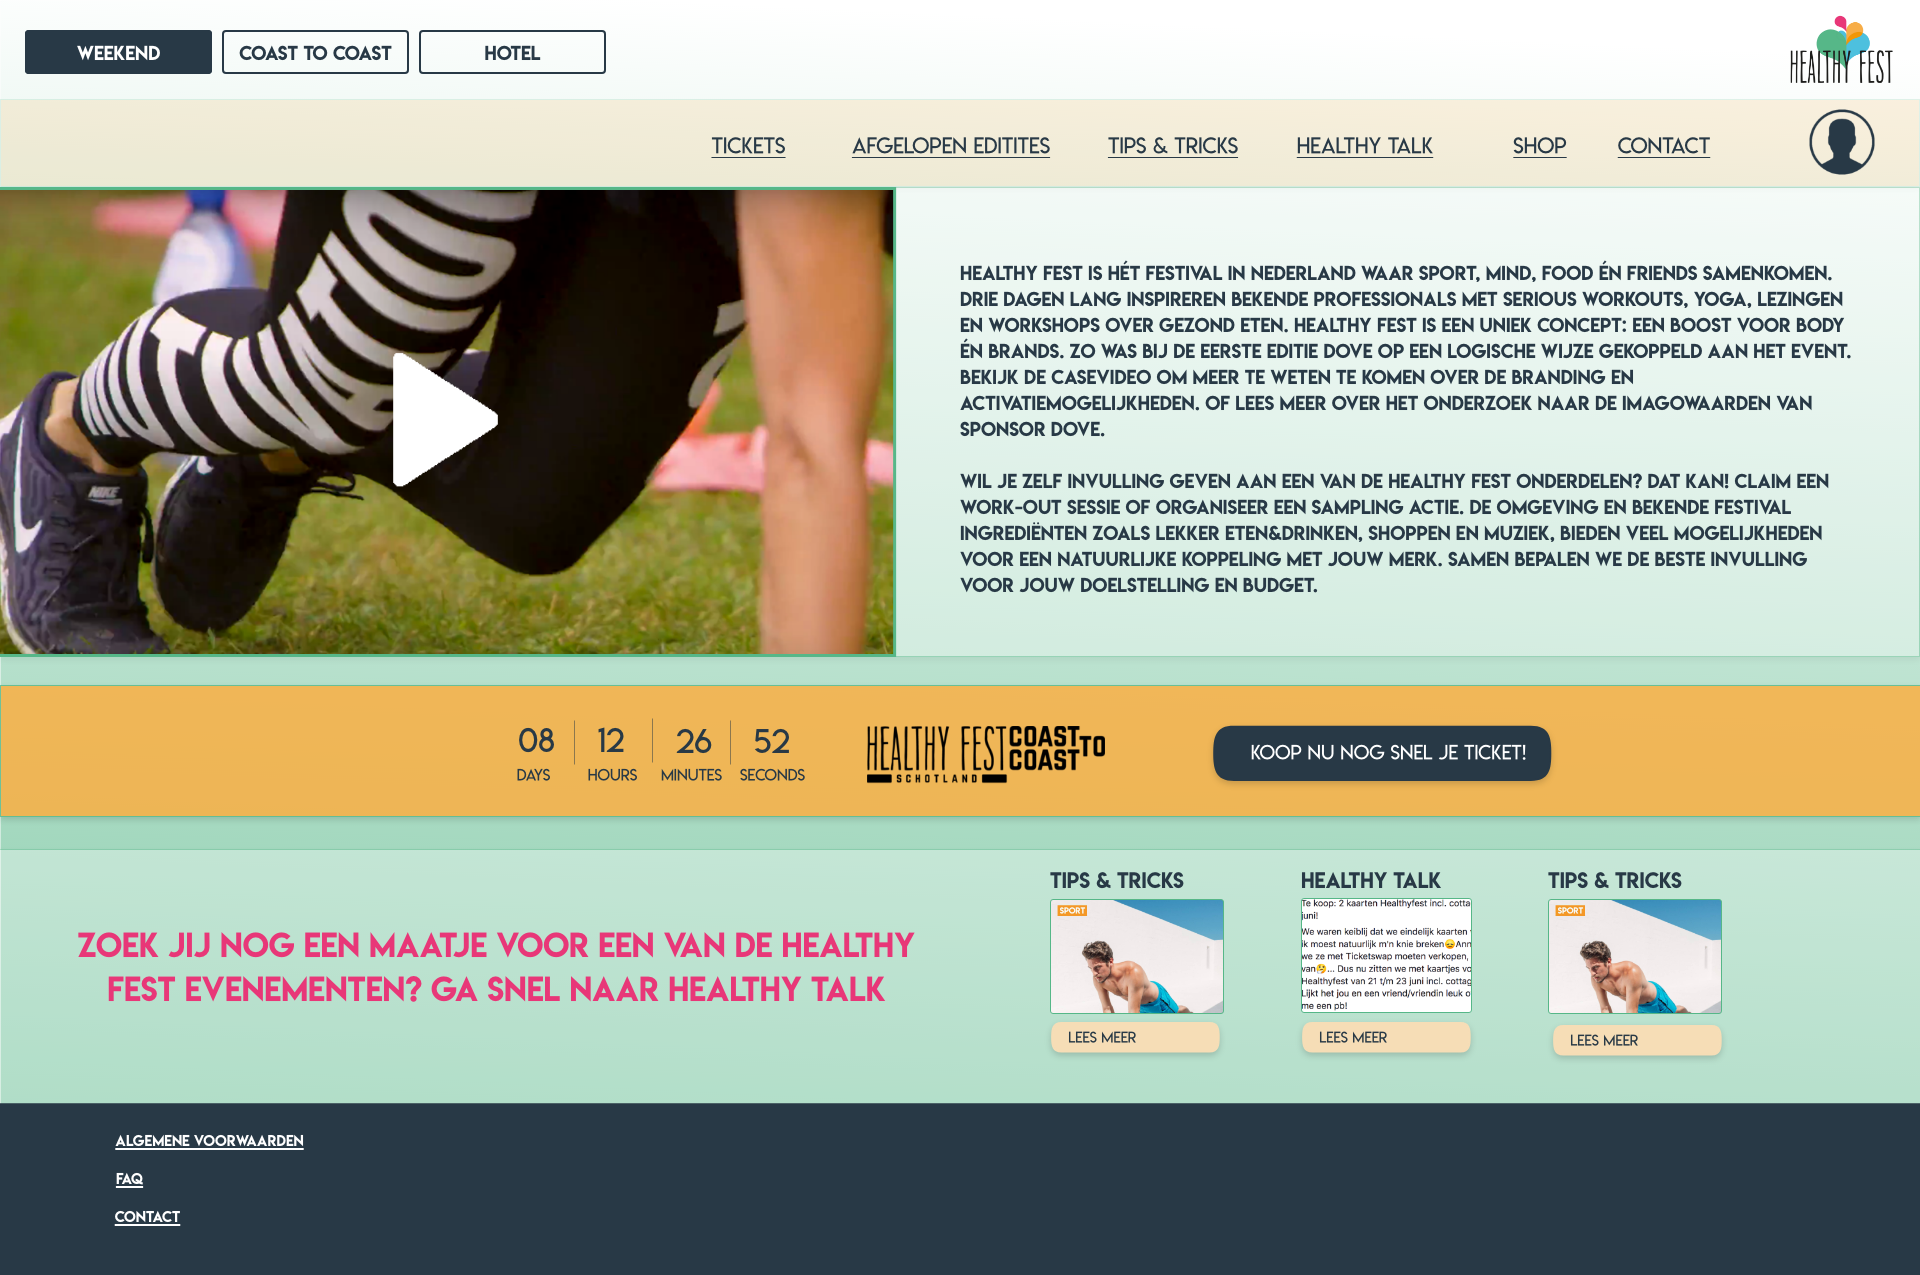 WEEKEND
COAST TO COAST
HOTEL
HEALTHY FEST
TICKETS
AFGELOPEN EDITITES
TIPS & TRICKS
HEALTHY TALK
SHOP
CONTACT
NIKE
HEALTHY FEST IS HÉT FESTIVAL IN NEDERLAND WAAR SPORT, MIND, FOOD ÉN FRIENDS SAMENKOMEN.
DRIE DAGEN LANG INSPIREREN BEKENDE PROFESSIONALS MET SERIOUS WORKOUTS, YOGA, LEZINGEN
EN WORKSHOPS OVER GEZOND ETEN. HEALTHY FEST IS EEN UNIEK CONCEPT: EEN BOOST VOOR BODY
ÉN BRANDS. ZO WAS BIJ DE EERSTE EDITIE DOVE OP EEN LOGISCHE WIJZE GEKOPPELD AAN HET EVENT.
BEKIJK DE CASEVIDEO OM MEER TE WETEN TE KOMEN OVER DE BRANDING EN
ACTIVATIEMOGELIJKHEDEN. OF LEES MEER OVER HET ONDERZOEK NAAR DE IMAGOWAARDEN VAN
SPONSOR DOVE.
WIL JE ZELF INVULLING GEVEN AAN EEN VAN DE HEALTHY FEST ONDERDELEN? DAT KAN! CLAIM EEN
WORK-OUT SESSIE OF ORGANISEER EEN SAMPLING ACTIE. DE OMGEVING EN BEKENDE FESTIVAL
INGREDIËNTEN ZOALS LEKKER ETEN&DRINKEN, SHOPPEN EN MUZIEK, BIEDEN VEEL MOGELIJKHEDEN
VOOR EEN NATUURLIJKE KOPPELING MET JOUW MERK. SAMEN BEPALEN WE DE BESTE INVULLING
VOOR JOUW DOELSTELLING EN BUDGET.
08 12 26 52
DAYS HOURS MINUTES SECONDS
HEALTHY FEST
SCHOTLAND
COAST TO
COAST
KOOP NU NOG SNEL JE TICKET!
ZOEK JIJ NOG EEN MAATJE VOOR EEN VAN DE HEALTHY
FEST EVENEMENTEN? GA SNEL NAAR HEALTHY TALK
TIPS & TRICKS
SPORT
LEES MEER
HEALTHY TALK
Te koop: 2 kaarten Healthyfest incl. cotta
juni!
We waren keiblij dat we eindelijk kaarten
ik moest natuurlijk m'n knie breken😞Ann
we ze met Ticketswap moeten verkopen,
van🤔... Dus nu zitten we met kaartjes vo
Healthyfest van 21 t/m 23 juni incl. cottag
Lijkt het jou en een vriend/vriendin leuk o
me een pb!
LEES MEER
TIPS & TRICKS
SPORT
LEES MEER
ALGEMENE VOORWAARDEN
FAQ
CONTACT